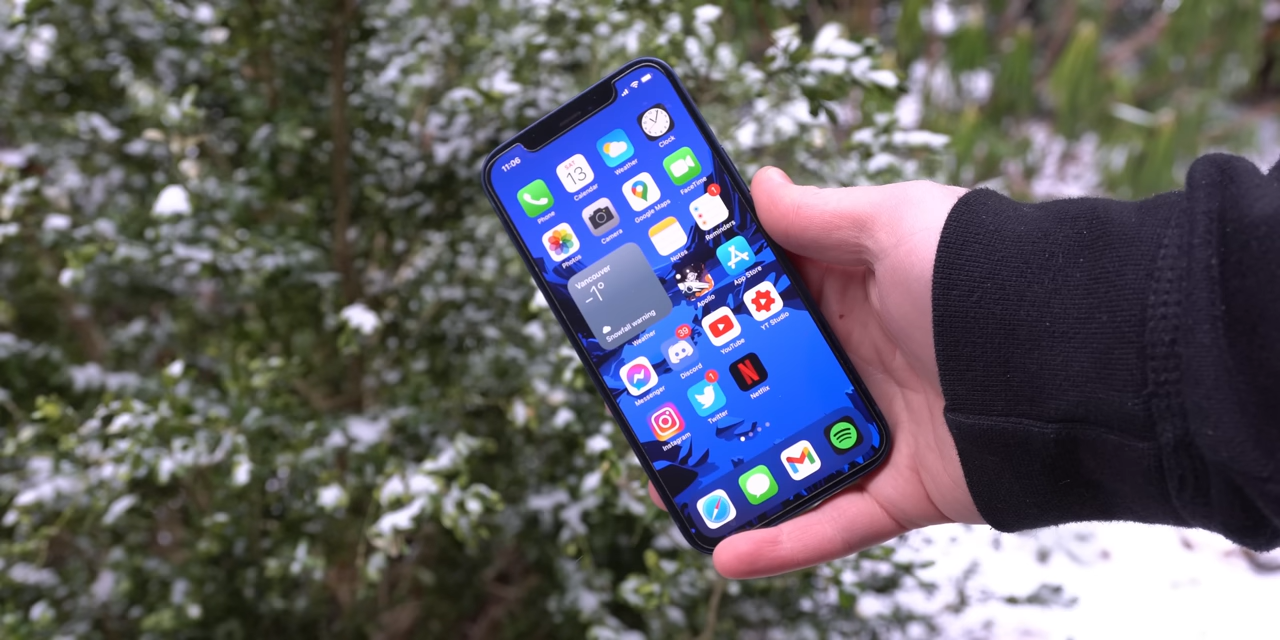 11:06
SAT
13
Phone
Calendar
Weather
Clock
Photos
Camera
Google Maps
FaceTime
1
Vancouver
-1°
Snowfall warning
Weather
Notes
Reminders
Apollo
App Store
Messenger
39
Discord
YouTube
YT Studio
Instagram
1
Twitter
Netflix